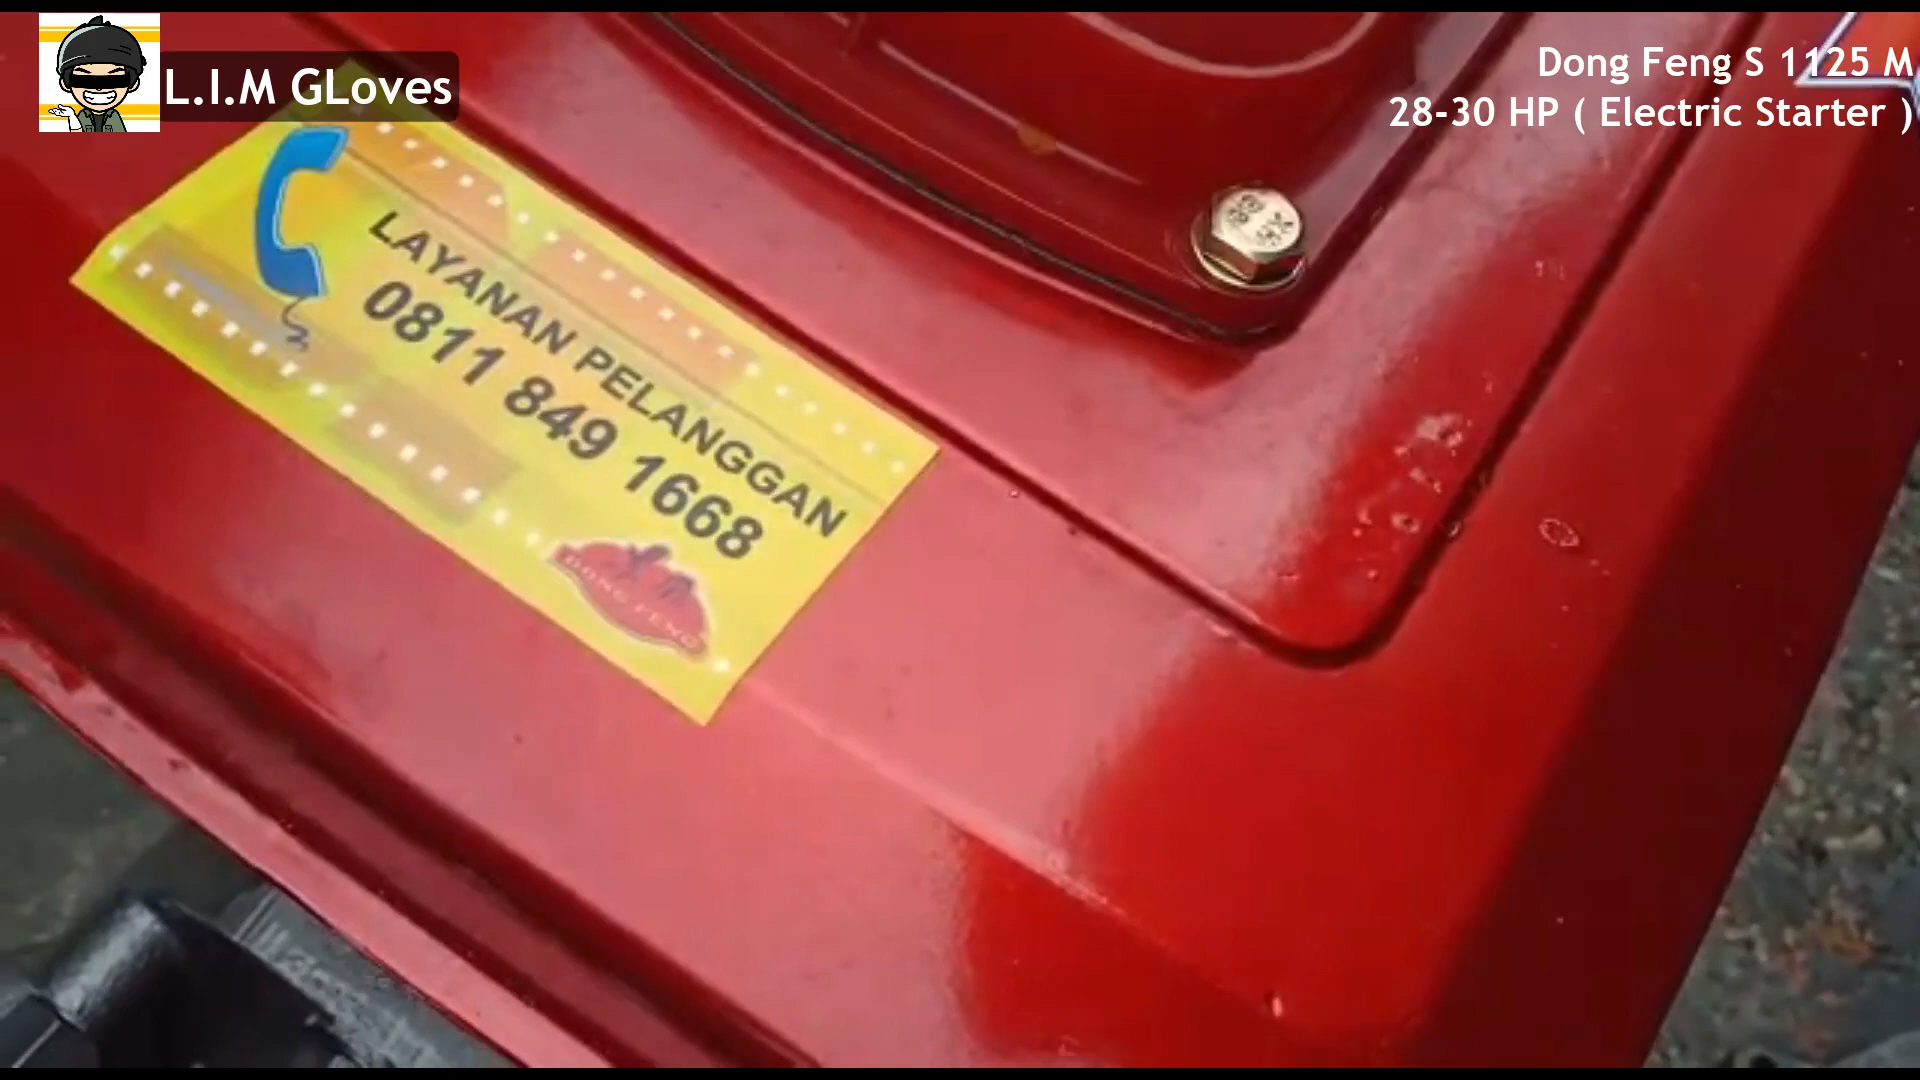 L.I.M GLoves
Dong Feng S 1125 M
28-30 HP ( Electric Starter )
LAYANAN PELANGGAN
0811 849 1668
DONG FENG